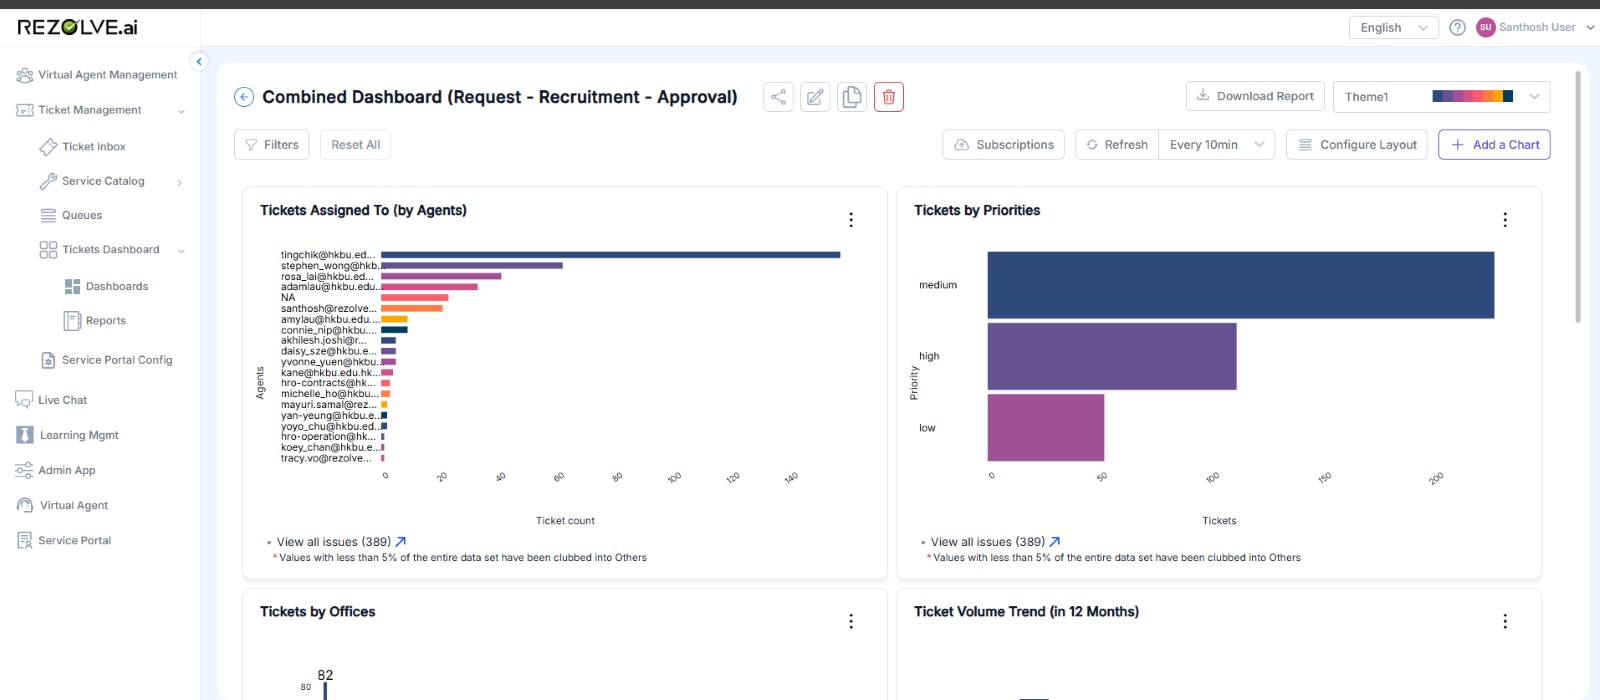 REZOLVE.ai
English
SU
Santhosh User
Virtual Agent Management
Ticket Management
Ticket Inbox
Service Catalog
Queues
Tickets Dashboard
Dashboards
Reports
Service Portal Config
Live Chat
Learning Mgmt
Admin App
Virtual Agent
Service Portal
Combined Dashboard (Request - Recruitment - Approval)
Download Report
Theme1
Filters
Reset All
Subscriptions
Refresh
Every 10min
Configure Layout
Add a Chart
Tickets Assigned To (by Agents)
Agents
tingchik@hkbu.ed...
stephen_wong@hkb...
rosa_lai@hkbu.ed...
adamlau@hkbu.edu...
NA
santhosh@rezolve...
amylau@hkbu.edu....
connie_nip@hkbu....
akhilesh.joshi@r...
daisy_sze@hkbu.e...
yvonne_yuen@hkbu...
kane@hkbu.edu.hk...
hro-contracts@hk...
michelle_ho@hkbu...
mayuri.samal@rez...
yan-yeung@hkbu.e...
yoyo_chu@hkbu.ed...
hro-operation@hk...
koey_chan@hkbu.e...
tracy.vo@rezolve...
0 20 40 60 80 100 120 140
Ticket count
View all issues (389)
*Values with less than 5% of the entire data set have been clubbed into Others
Tickets by Priorities
Priority
medium
high
low
0 50 100 150 200
Tickets
View all issues (389)
*Values with less than 5% of the entire data set have been clubbed into Others
Tickets by Offices
82
80
Ticket Volume Trend (in 12 Months)